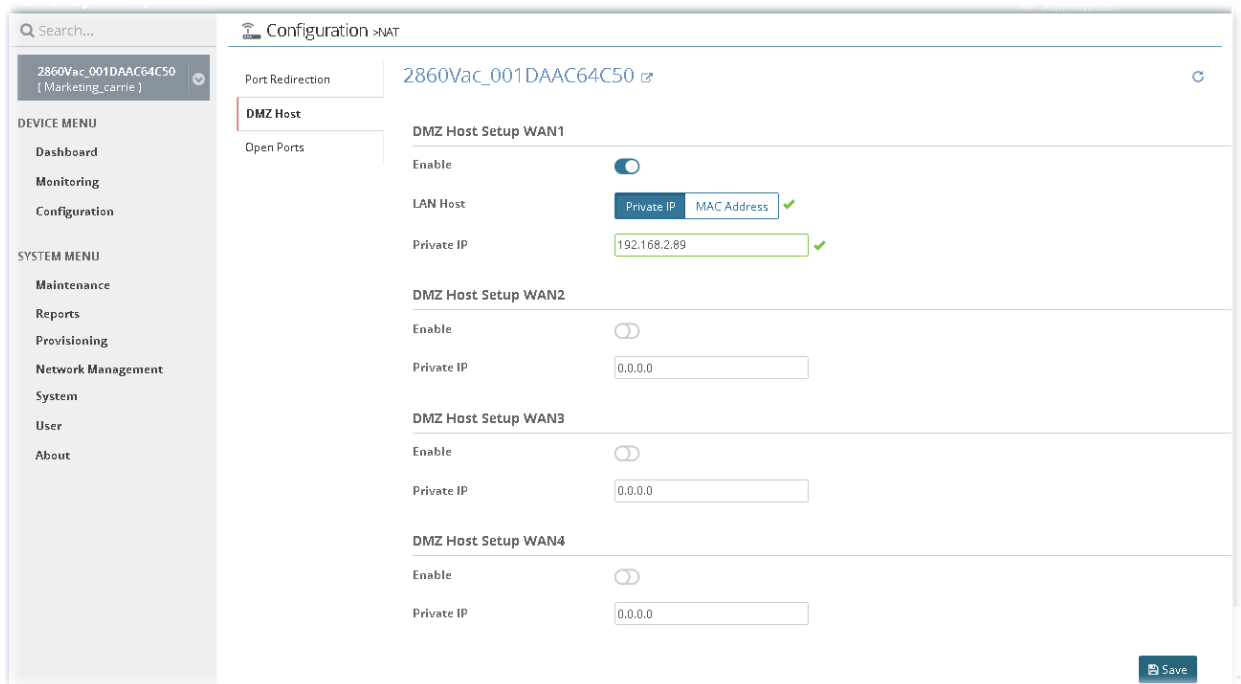 Search...
2860Vac_001DAAC64C50
( Marketing_carrie )
DEVICE MENU
Dashboard
Monitoring
Configuration
SYSTEM MENU
Maintenance
Reports
Provisioning
Network Management
System
User
About
Configuration >NAT
Port Redirection
DMZ Host
Open Ports
2860Vac_001DAAC64C50
DMZ Host Setup WAN1
Enable
LAN Host Private IP MAC Address
Private IP 192.168.2.89
DMZ Host Setup WAN2
Enable
Private IP 0.0.0.0
DMZ Host Setup WAN3
Enable
Private IP 0.0.0.0
DMZ Host Setup WAN4
Enable
Private IP 0.0.0.0
Save